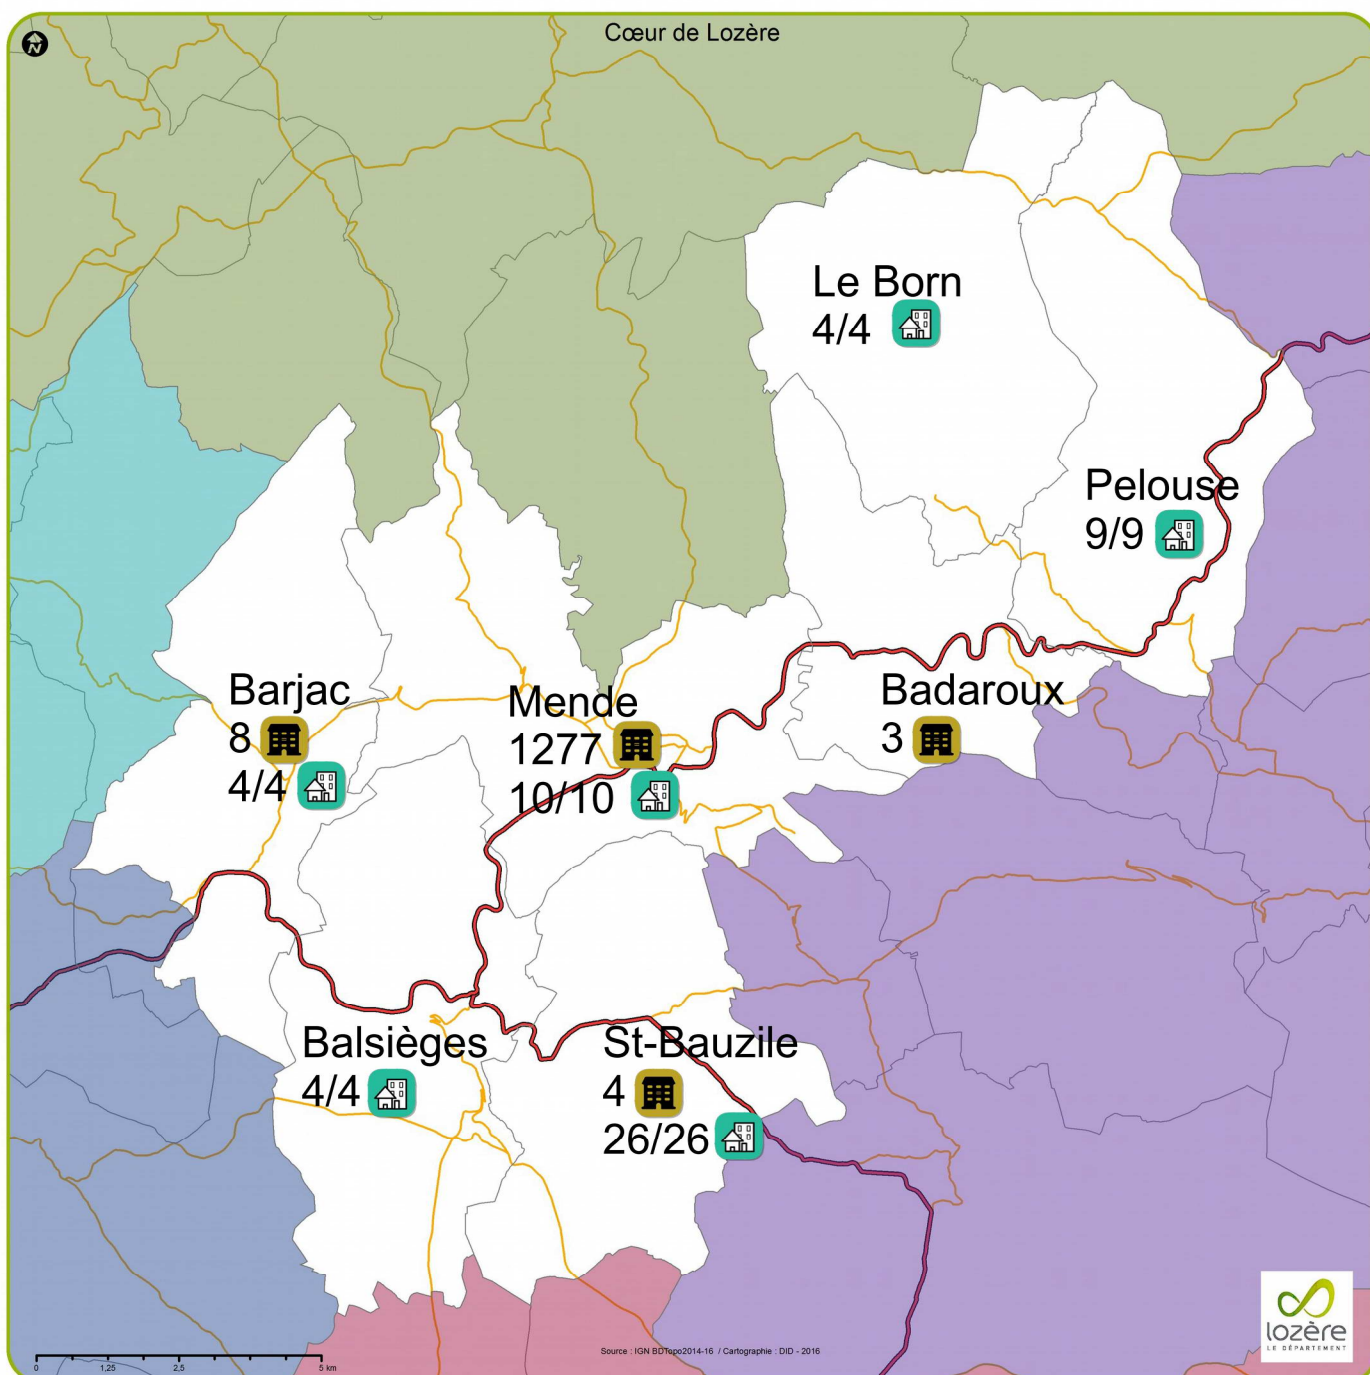 Cœur de Lozère
N
Le Born
4/4
Pelouse
9/9
Barjac
8
4/4
Mende
1277
10/10
Badaroux
3
Balsièges
4/4
St-Bauzile
4
26/26
0 1,25 2,5 5 km
Source : IGN BDTopo2014-16 / Cartographie : DID - 2016
lozère
LE DÉPARTEMENT